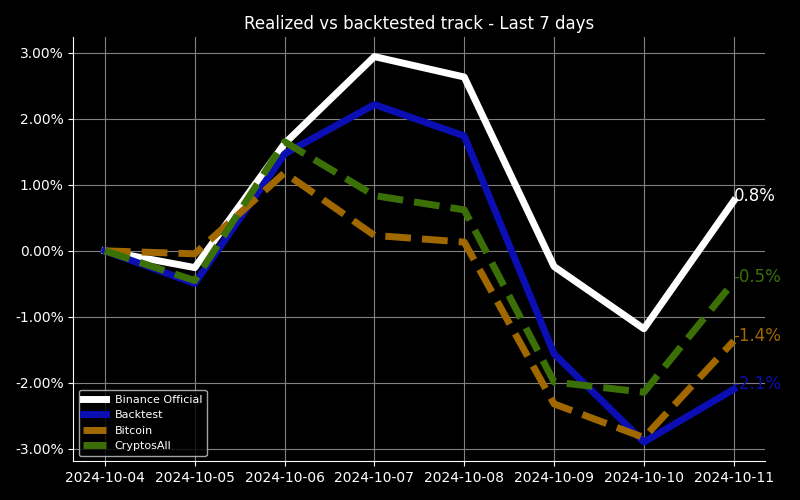 Realized vs backtested track - Last 7 days
3.00%
2.00%
1.00%
0.00%
-1.00%
-2.00%
-3.00%
0.8%
-0.5%
-1.4%
-2.1%
Binance Official
Backtest
Bitcoin
CryptosAll
2024-10-04 2024-10-05 2024-10-06 2024-10-07 2024-10-08 2024-10-09 2024-10-10 2024-10-11